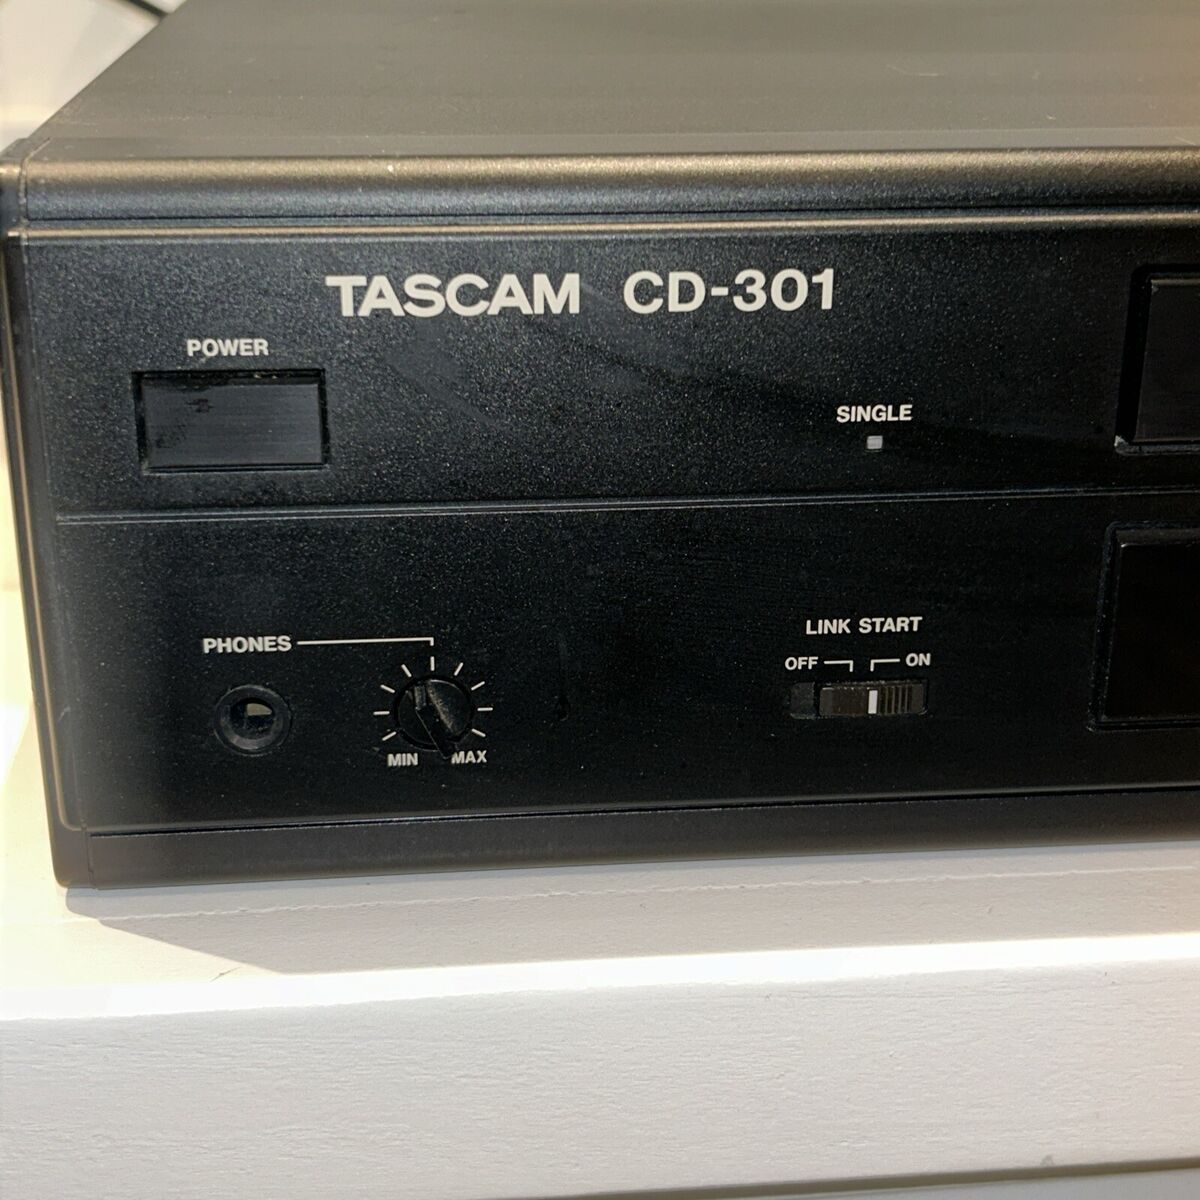 TASCAM CD-301
POWER
SINGLE
PHONES
MIN MAX
LINK START
OFF ON